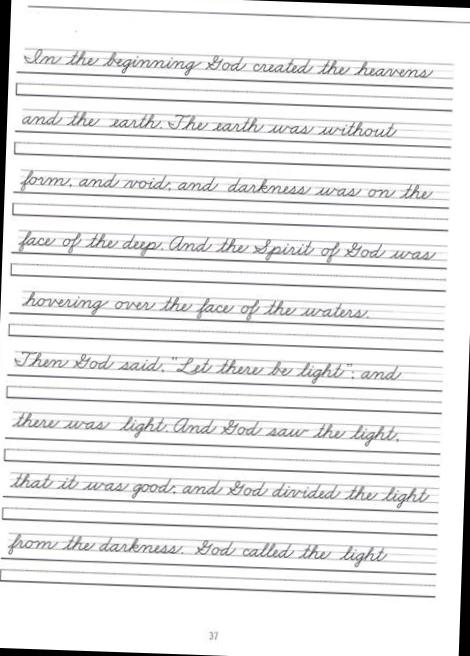 In the beginning God created the heavens
and the earth. The earth was without
form, and void; and darkness was on the
face of the deep. And the Spirit of God was
hovering over the face of the waters.
Then God said, "Let there be light"; and
there was light. And God saw the light,
that it was good; and God divided the light
from the darkness. God called the light
37